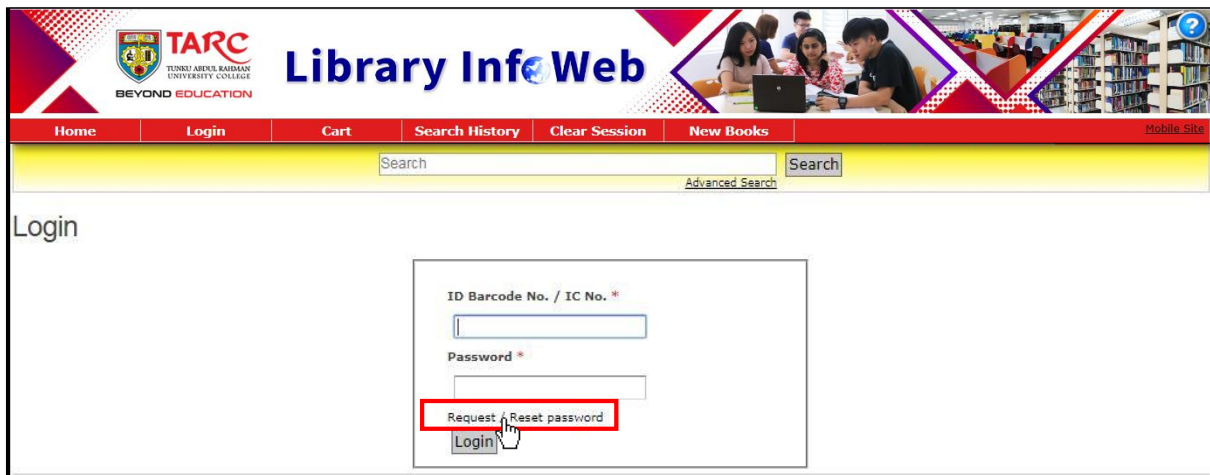 TARC
TUNKU ABDUL RAHMAN
UNIVERSITY COLLEGE
BEYOND EDUCATION
Library InfoWeb
?
Home Login Cart Search History Clear Session New Books Mobile Site
Search Search
Advanced Search
Login
ID Barcode No. / IC No. *
Password *
Request / Reset password
Login